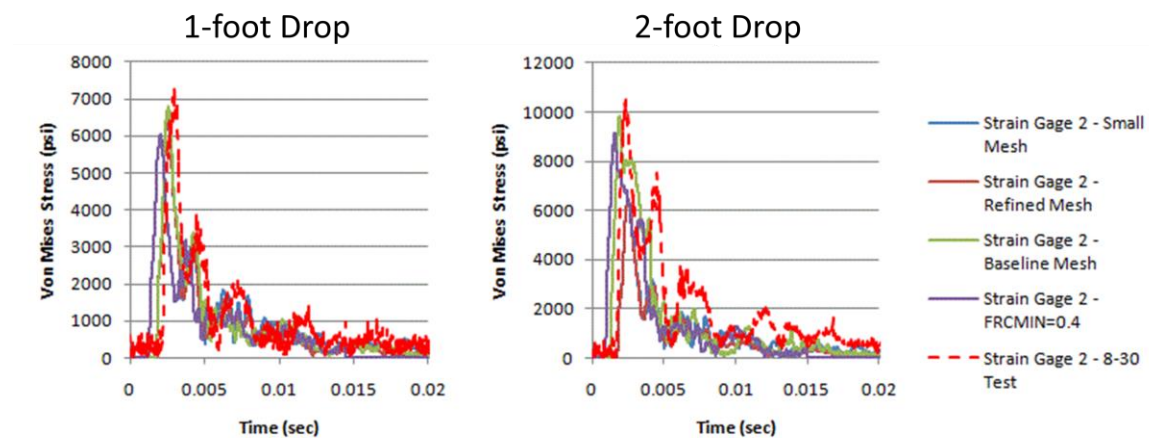 1-foot Drop
2-foot Drop
8000
7000
6000
5000
4000
3000
2000
1000
0
Von Mises Stress (psi)
0
0.005
0.01
0.015
0.02
Time (sec)
12000
10000
8000
6000
4000
2000
0
Von Mises Stress (psi)
0
0.005
0.01
0.015
0.02
Time (sec)
Strain Gage 2 - Small
Mesh
Strain Gage 2 -
Refined Mesh
Strain Gage 2 -
Baseline Mesh
Strain Gage 2 -
FRCMIN=0.4
Strain Gage 2 - 8-30
Test